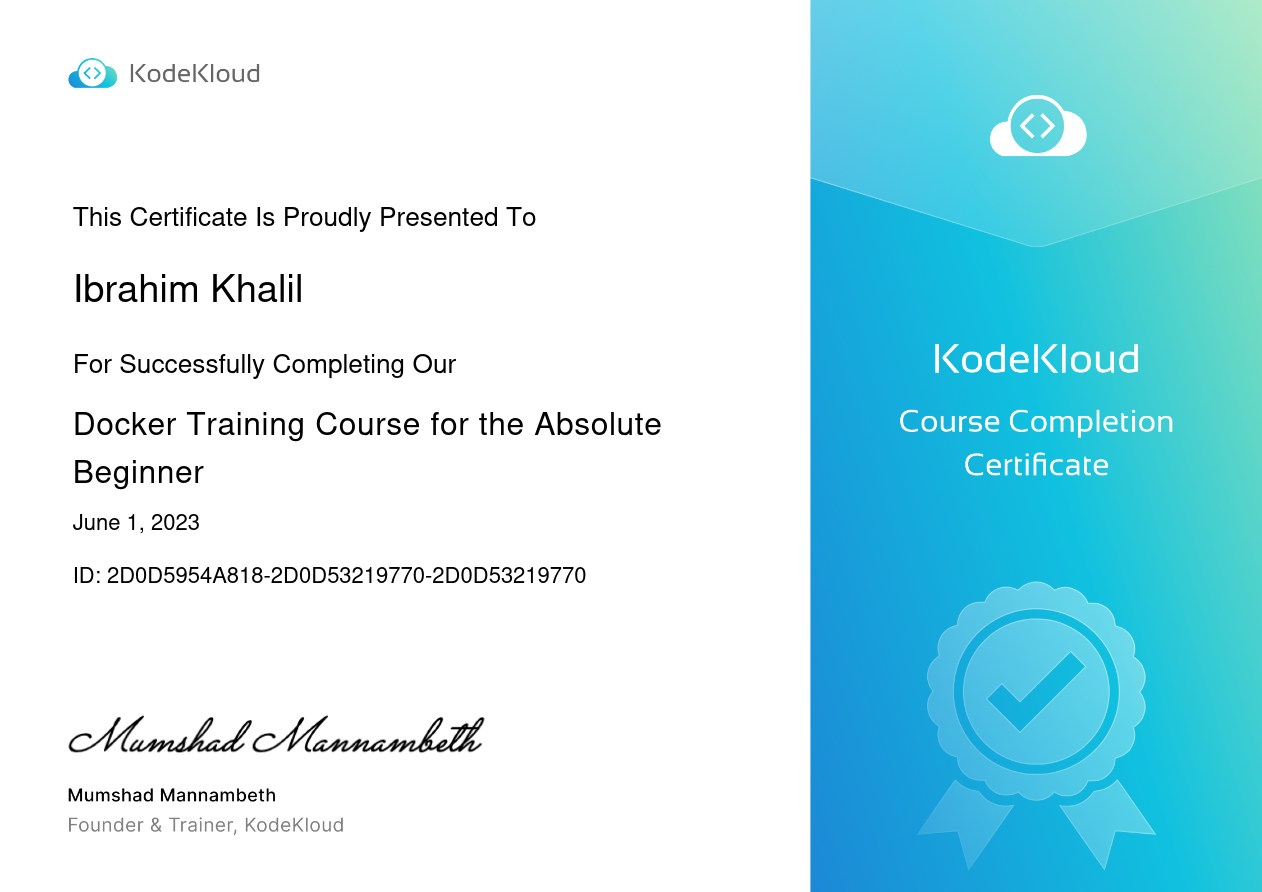 KodeKloud
This Certificate Is Proudly Presented To
Ibrahim Khalil
For Successfully Completing Our
Docker Training Course for the Absolute
Beginner
June 1, 2023
ID: 2D0D5954A818-2D0D53219770-2D0D53219770
Mumshad Mannambeth
Mumshad Mannambeth
Founder & Trainer, KodeKloud
KodeKloud
Course Completion
Certificate